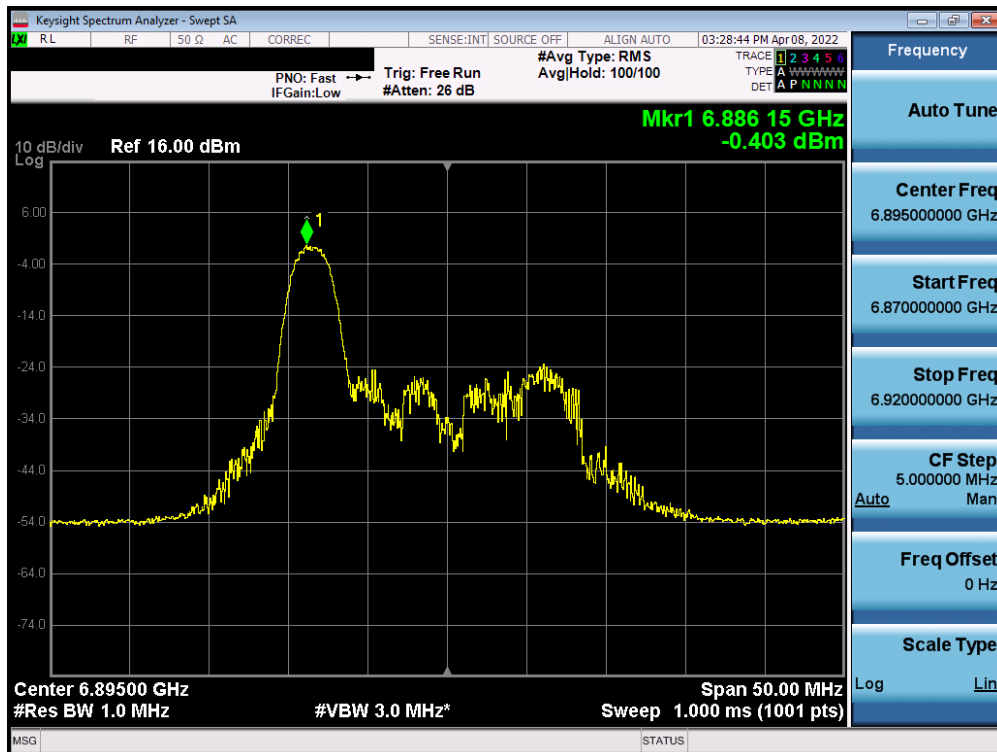 Keysight Spectrum Analyzer - Swept SA
LXI RL RF 50 Ω AC CORREC SENSE:INT SOURCE OFF ALIGN AUTO 03:28:44 PM Apr 08, 2022
Frequency
#Avg Type: RMS TRACE 1 2 3 4 5 6
PNO: Fast Trig: Free Run Avg|Hold: 100/100 TYPE A WWWWW
IFGain:Low #Atten: 26 dB DET A P N N N N
Auto Tune
Mkr1 6.886 15 GHz
-0.403 dBm
10 dB/div Ref 16.00 dBm
Log
1
6.00
-4.00
-14.0
-24.0
-34.0
-44.0
-54.0
-64.0
-74.0
Center Freq
6.895000000 GHz
Start Freq
6.870000000 GHz
Stop Freq
6.920000000 GHz
CF Step
5.000000 MHz
Auto Man
Freq Offset
0 Hz
Scale Type
Log Lin
Center 6.89500 GHz Span 50.00 MHz
#Res BW 1.0 MHz #VBW 3.0 MHz* Sweep 1.000 ms (1001 pts)
MSG STATUS